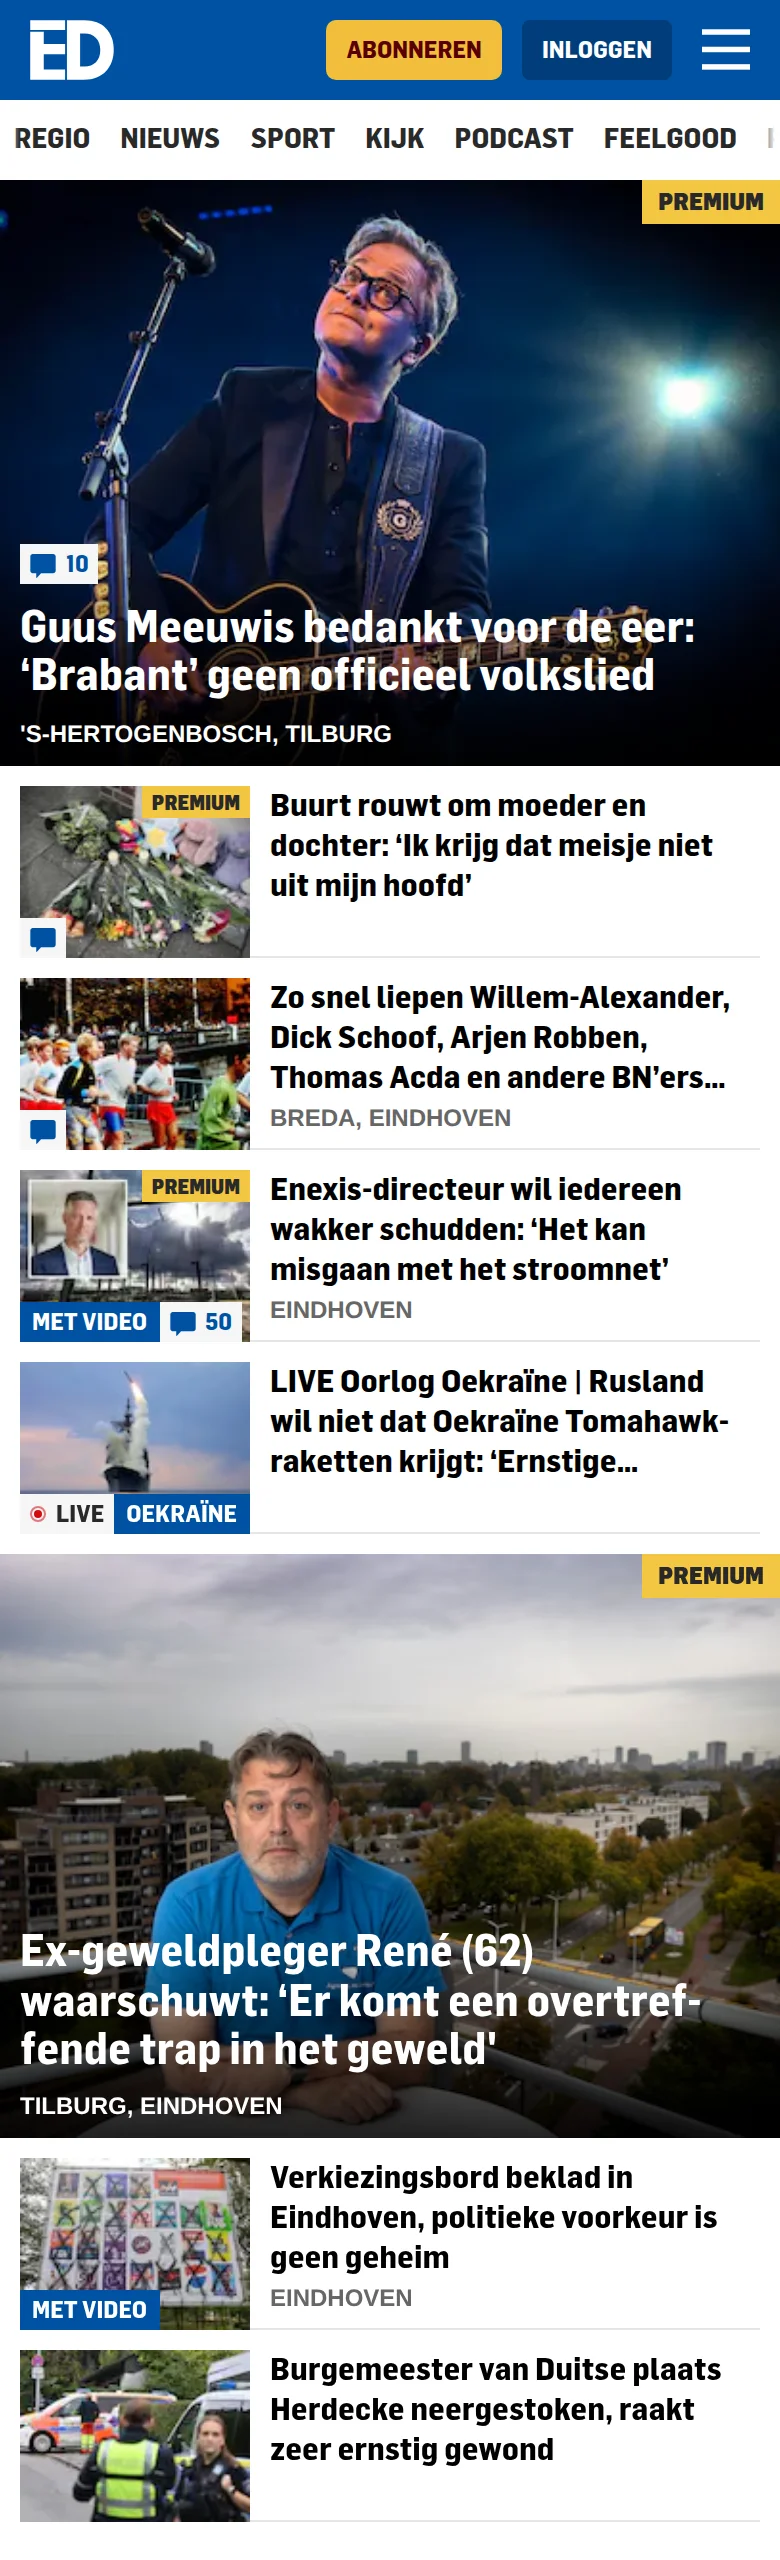 ED
ABONNEREN
INLOGGEN
REGIO NIEUWS SPORT KIJK PODCAST FEELGOOD
PREMIUM
10
Guus Meeuwis bedankt voor de eer:
‘Brabant’ geen officieel volkslied
'S-HERTOGENBOSCH, TILBURG
PREMIUM
Buurt rouwt om moeder en
dochter: ‘Ik krijg dat meisje niet
uit mijn hoofd’
Zo snel liepen Willem-Alexander,
Dick Schoof, Arjen Robben,
Thomas Acda en andere BN’ers...
BREDA, EINDHOVEN
PREMIUM
MET VIDEO
50
Enexis-directeur wil iedereen
wakker schudden: ‘Het kan
misgaan met het stroomnet’
EINDHOVEN
LIVE
OEKRAÏNE
LIVE Oorlog Oekraïne | Rusland
wil niet dat Oekraïne Tomahawk-
raketten krijgt: ‘Ernstige...
PREMIUM
Ex-geweldpleger René (62)
waarschuwt: ‘Er komt een overtref-
fende trap in het geweld'
TILBURG, EINDHOVEN
MET VIDEO
Verkiezingsbord beklad in
Eindhoven, politieke voorkeur is
geen geheim
EINDHOVEN
Burgemeester van Duitse plaats
Herdecke neergestoken, raakt
zeer ernstig gewond